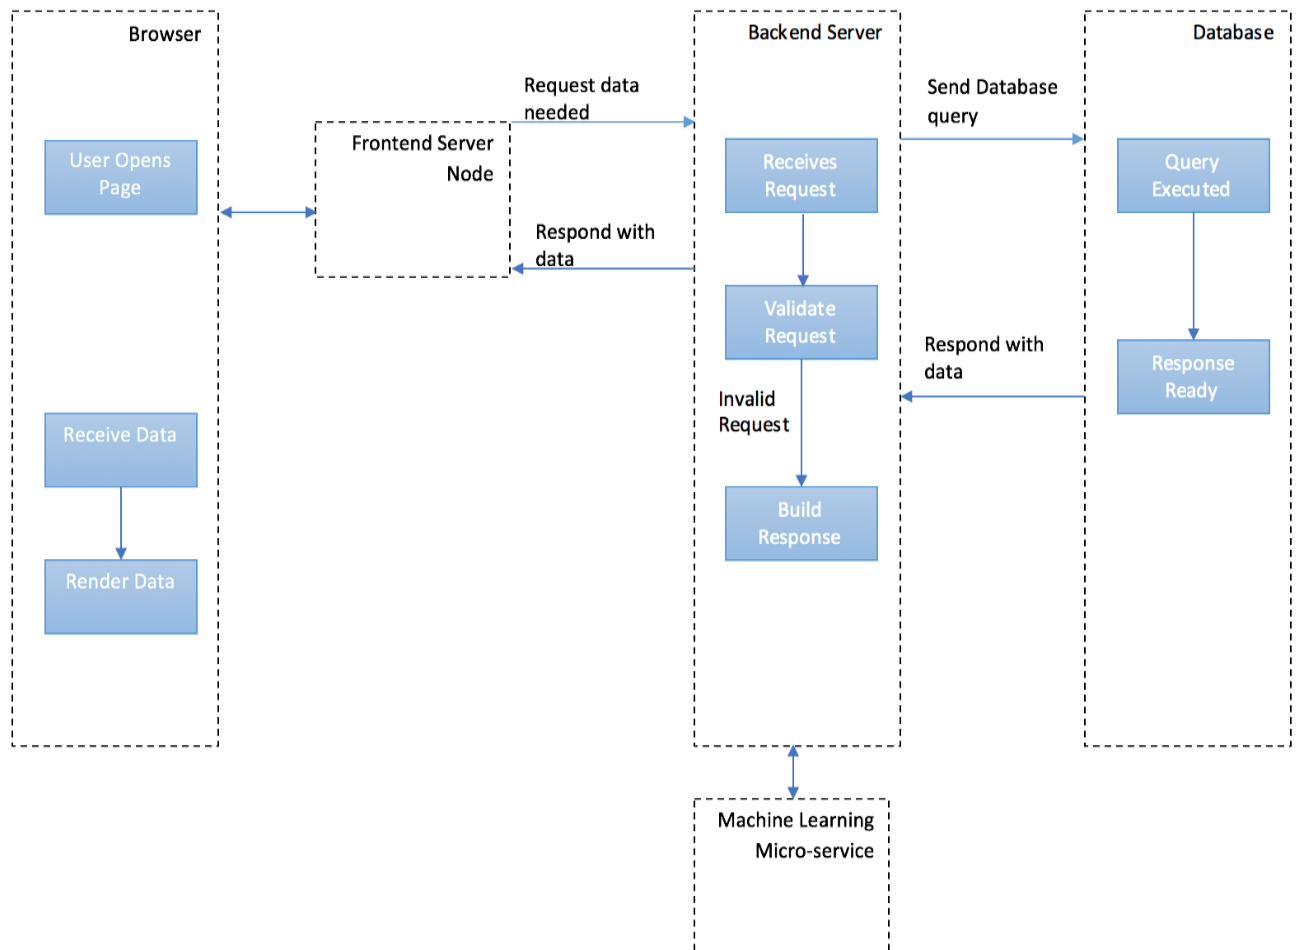 Browser
User Opens
Page
Receive Data
Render Data
Frontend Server
Node
Request data
needed
Respond with
data
Backend Server
Receives
Request
Validate
Request
Invalid
Request
Build
Response
Send Database
query
Respond with
data
Database
Query
Executed
Response
Ready
Machine Learning
Micro-service